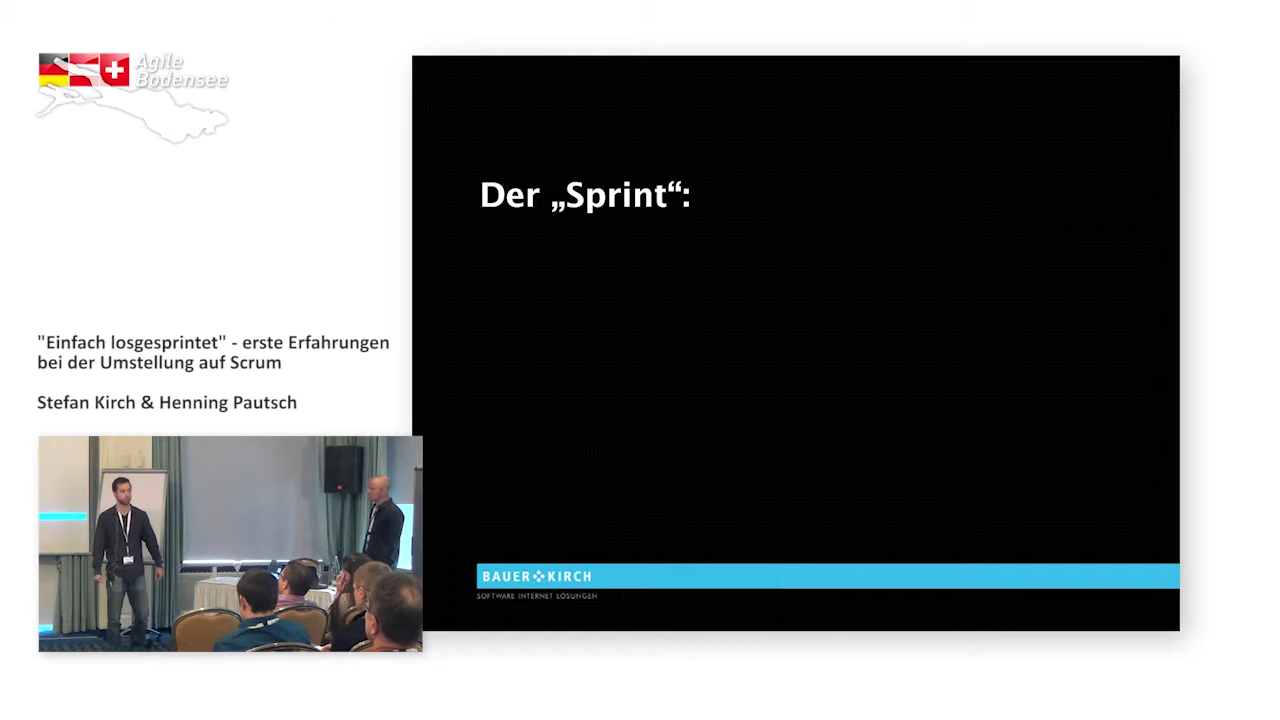 Agile
Bodensee
Der „Sprint“:
"Einfach losgesprintet" - erste Erfahrungen
bei der Umstellung auf Scrum
Stefan Kirch & Henning Pautsch
BAUER KIRCH
SOFTWARE INTERNET LÖSUNGEN